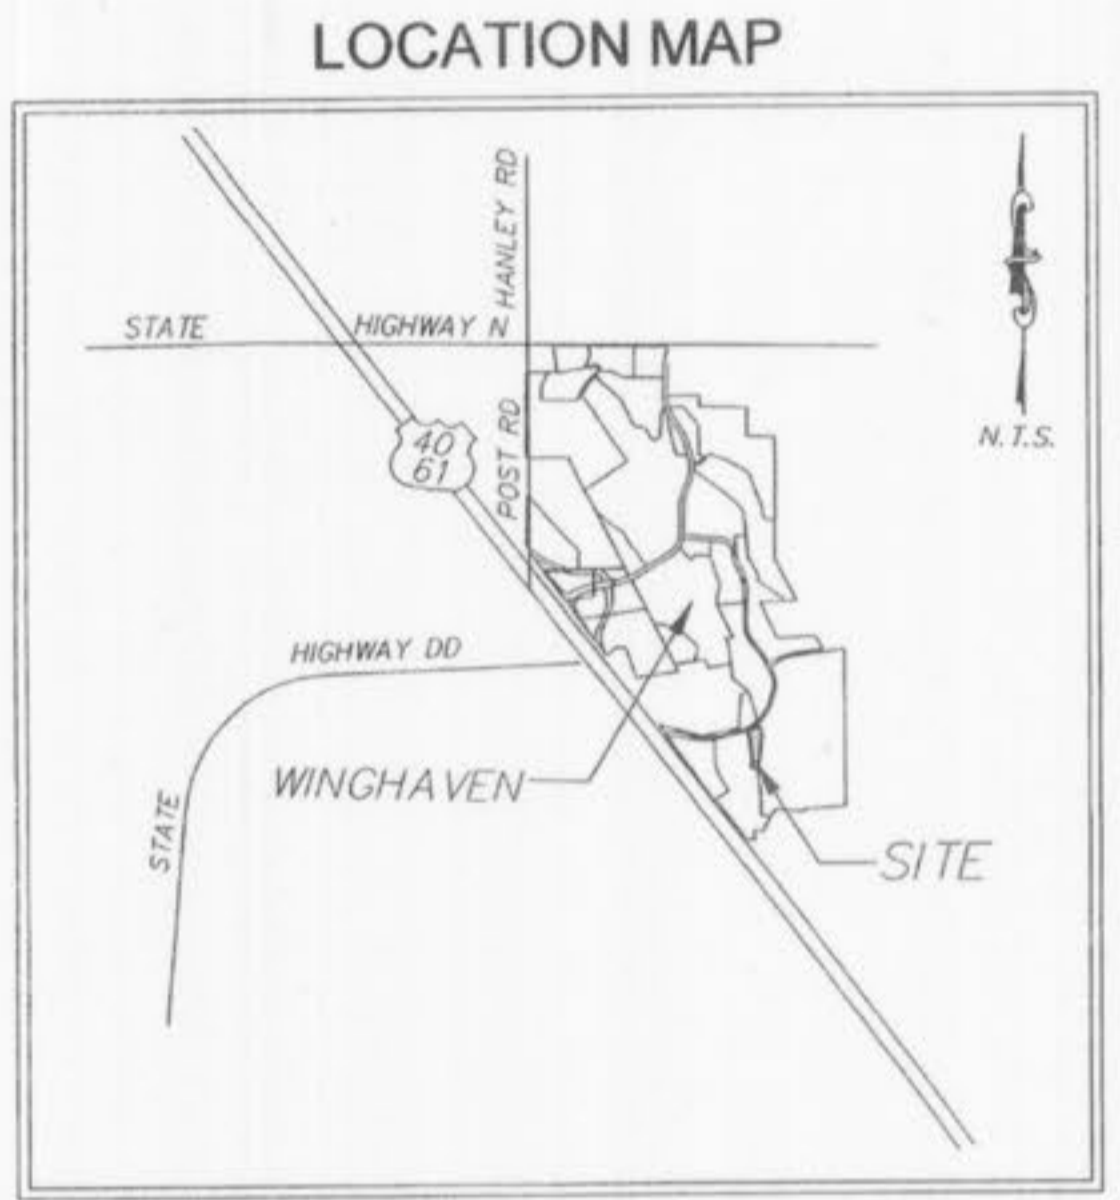 LOCATION MAP
HANLEY RD
STATE HIGHWAY N
POST RD
40
61
N.T.S.
HIGHWAY DD
WINGHAVEN
STATE
SITE